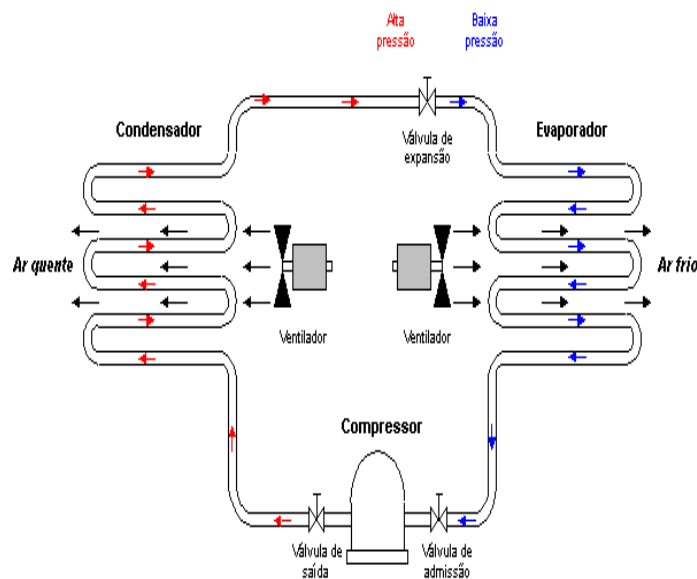 Alta
pressão
Baixa
pressão
Condensador
Válvula de
expansão
Evaporador
Ar quente
Ar frio
Ventilador
Ventilador
Compressor
Válvula de
saída
Válvula de
admissão